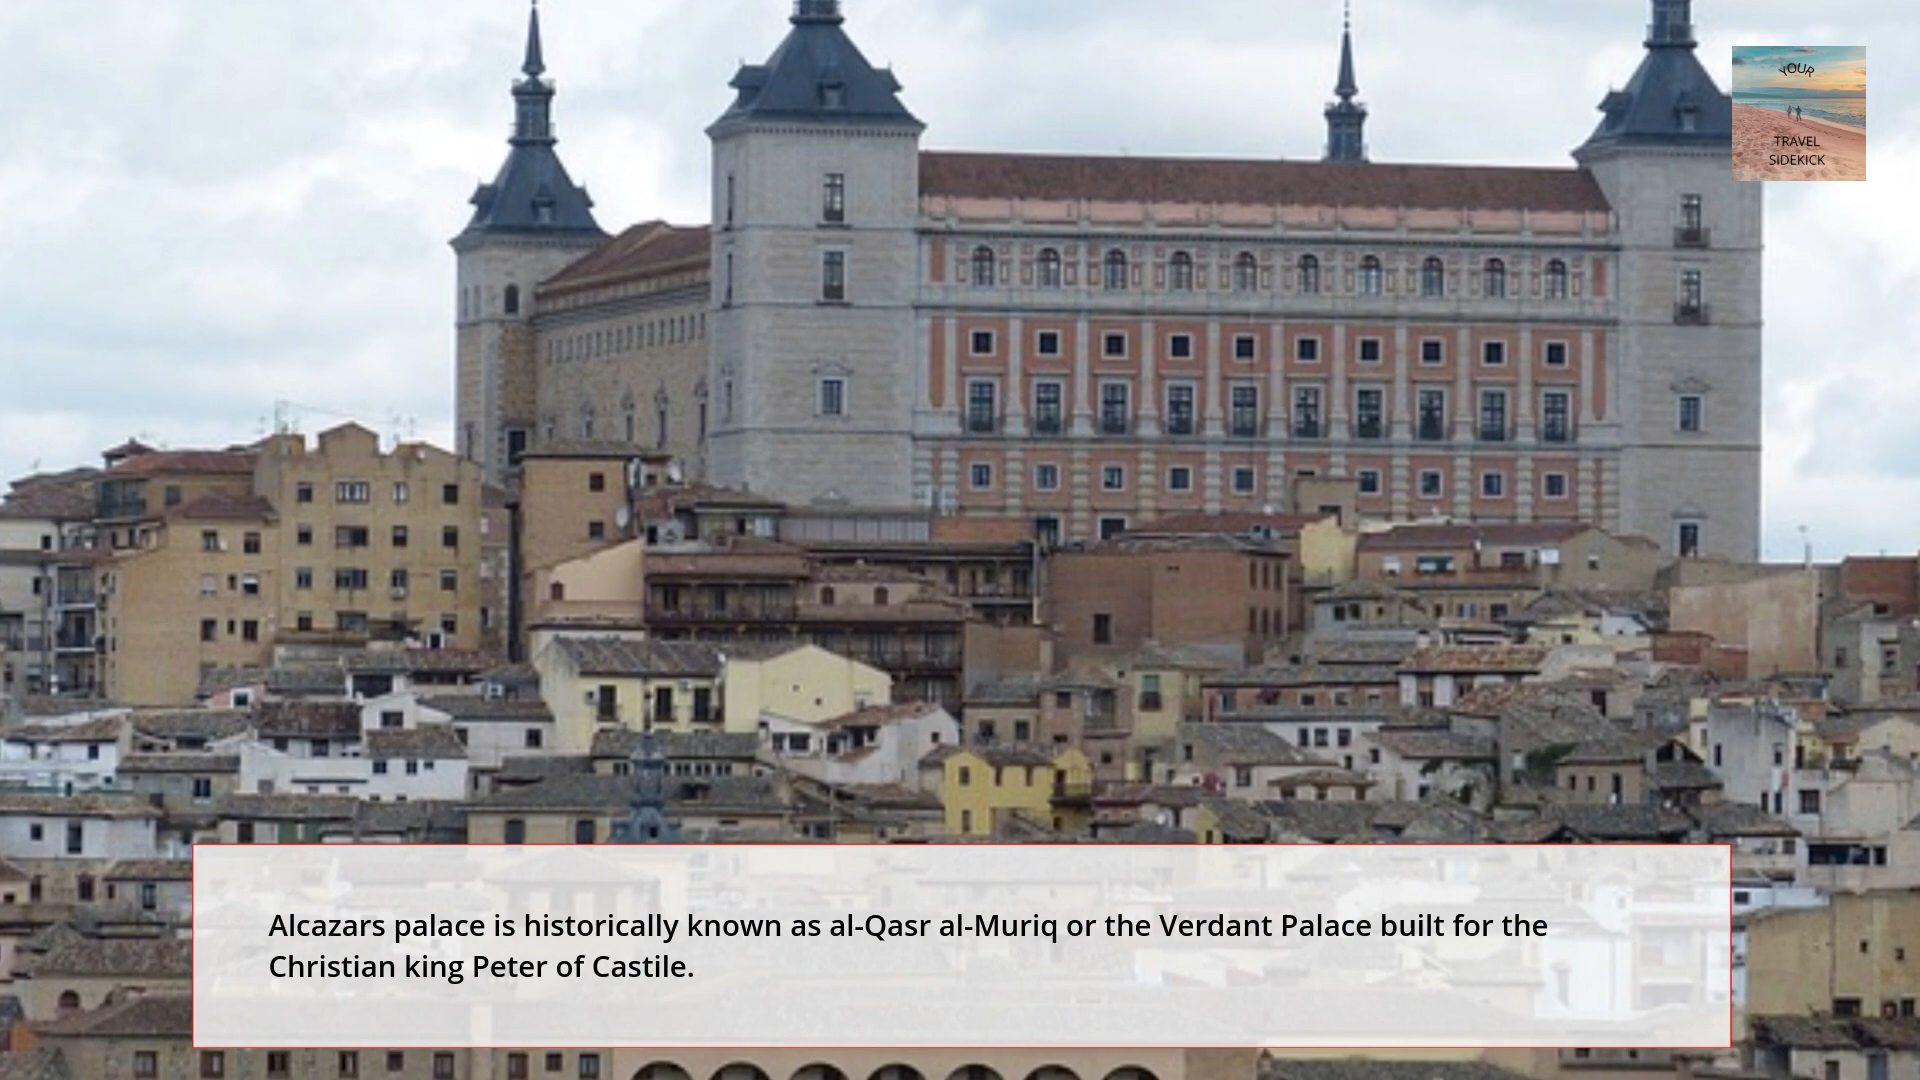 YOUR
TRAVEL
SIDEKICK
Alcazars palace is historically known as al-Qasr al-Muriq or the Verdant Palace built for the
Christian king Peter of Castile.